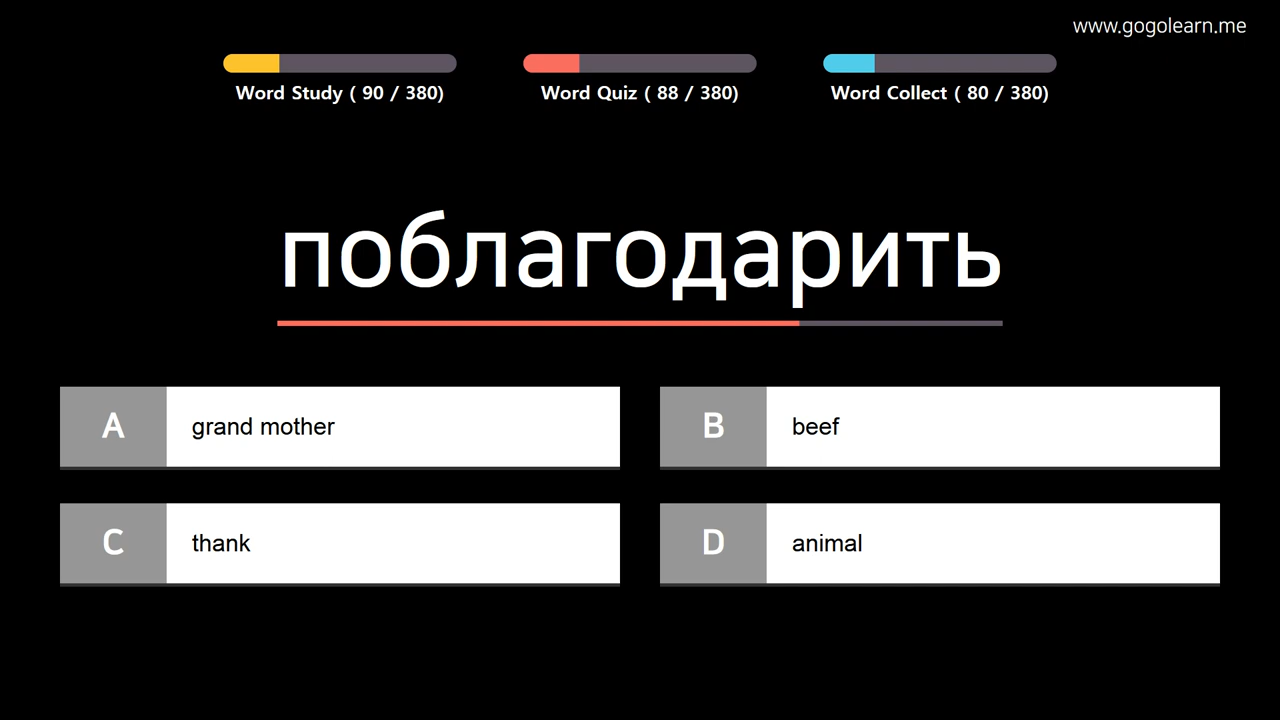 www.gogolearn.me
Word Study ( 90 / 380)
Word Quiz ( 88 / 380)
Word Collect ( 80 / 380)
поблагодарить
A grand mother
B beef
C thank
D animal